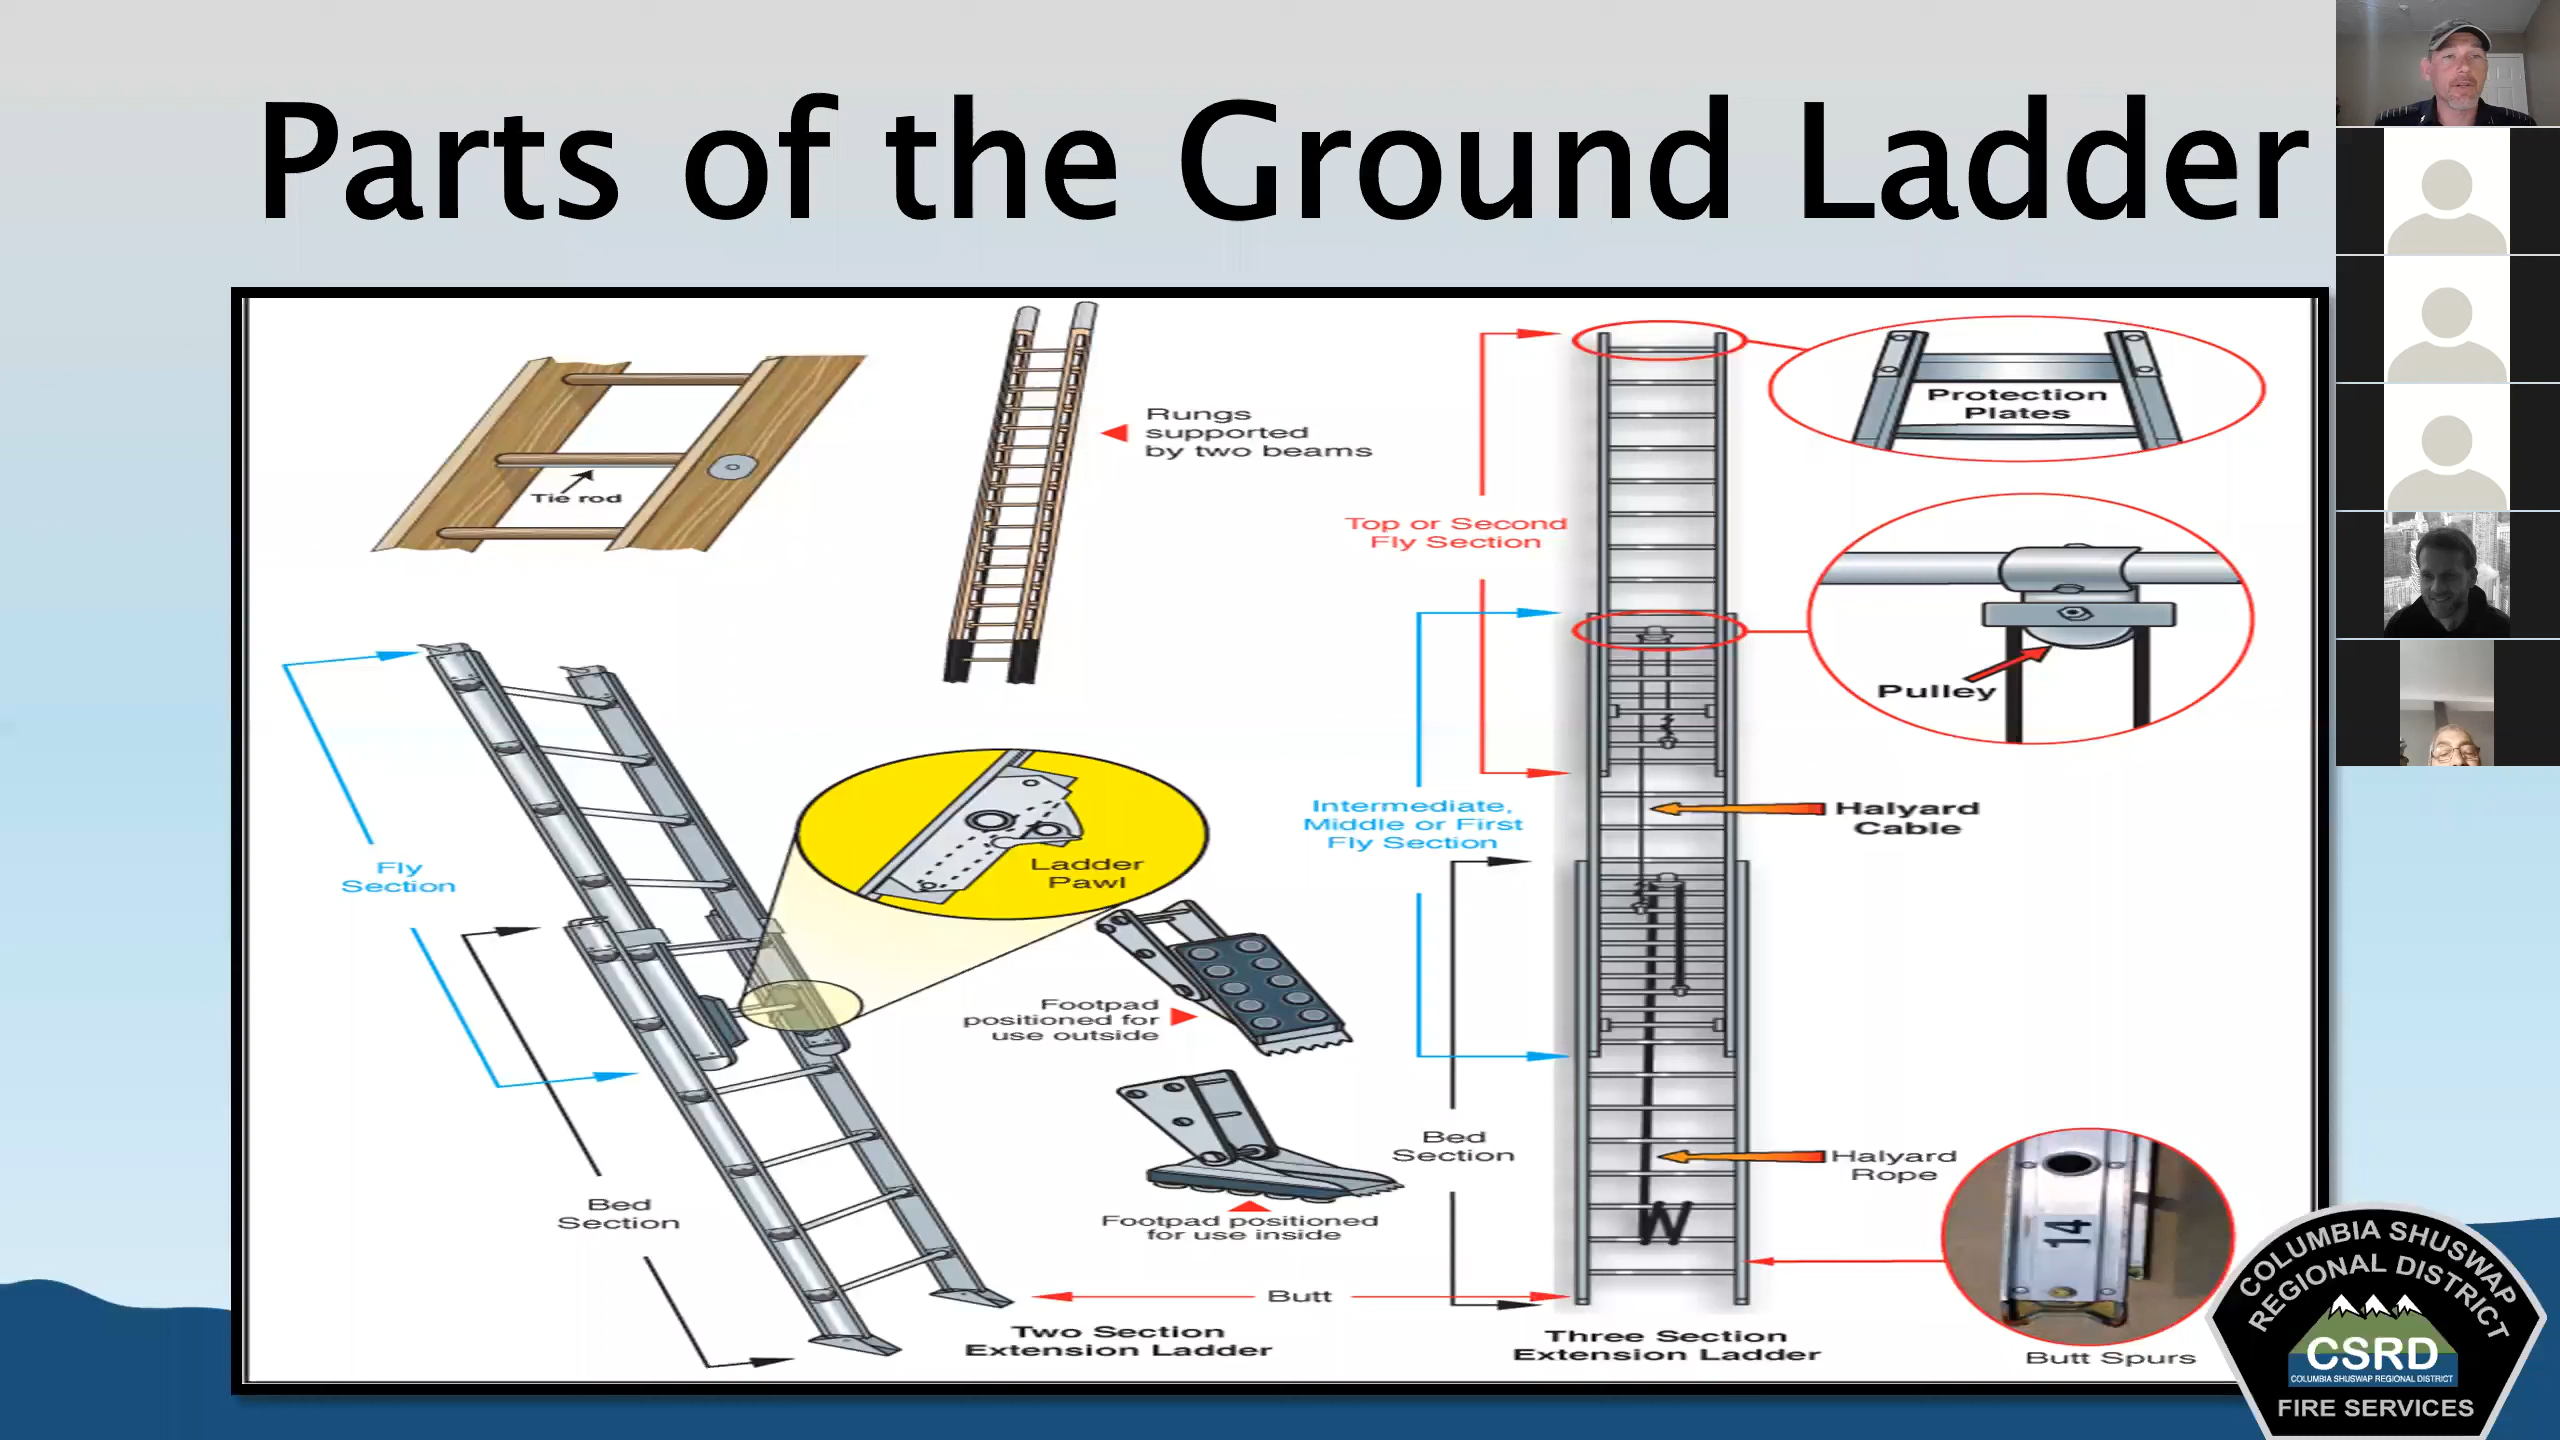 Parts of the Ground Ladder
Tie rod
Rungs
supported
by two beams
Top or Second
Fly Section
Protection
Plates
Pulley
Fly
Section
Ladder
Pawl
Intermediate,
Middle or First
Fly Section
Halyard
Cable
Footpad
positioned for
use outside
Bed
Section
Footpad positioned
for use inside
Bed
Section
Halyard
Rope
14
Butt
Two Section
Extension Ladder
Three Section
Extension Ladder
Butt Spurs
COLUMBIA SHUSWAP
REGIONAL DISTRICT
CSRD
COLUMBIA SHUSWAP REGIONAL DISTRICT
FIRE SERVICES